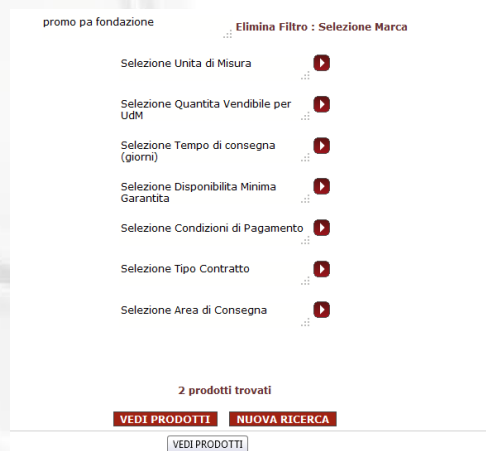 promo pa fondazione
Elimina Filtro : Selezione Marca
Selezione Unita di Misura
Selezione Quantita Vendibile per
UdM
Selezione Tempo di consegna
(giorni)
Selezione Disponibilita Minima
Garantita
Selezione Condizioni di Pagamento
Selezione Tipo Contratto
Selezione Area di Consegna
2 prodotti trovati
VEDI PRODOTTI NUOVA RICERCA
VEDI PRODOTTI